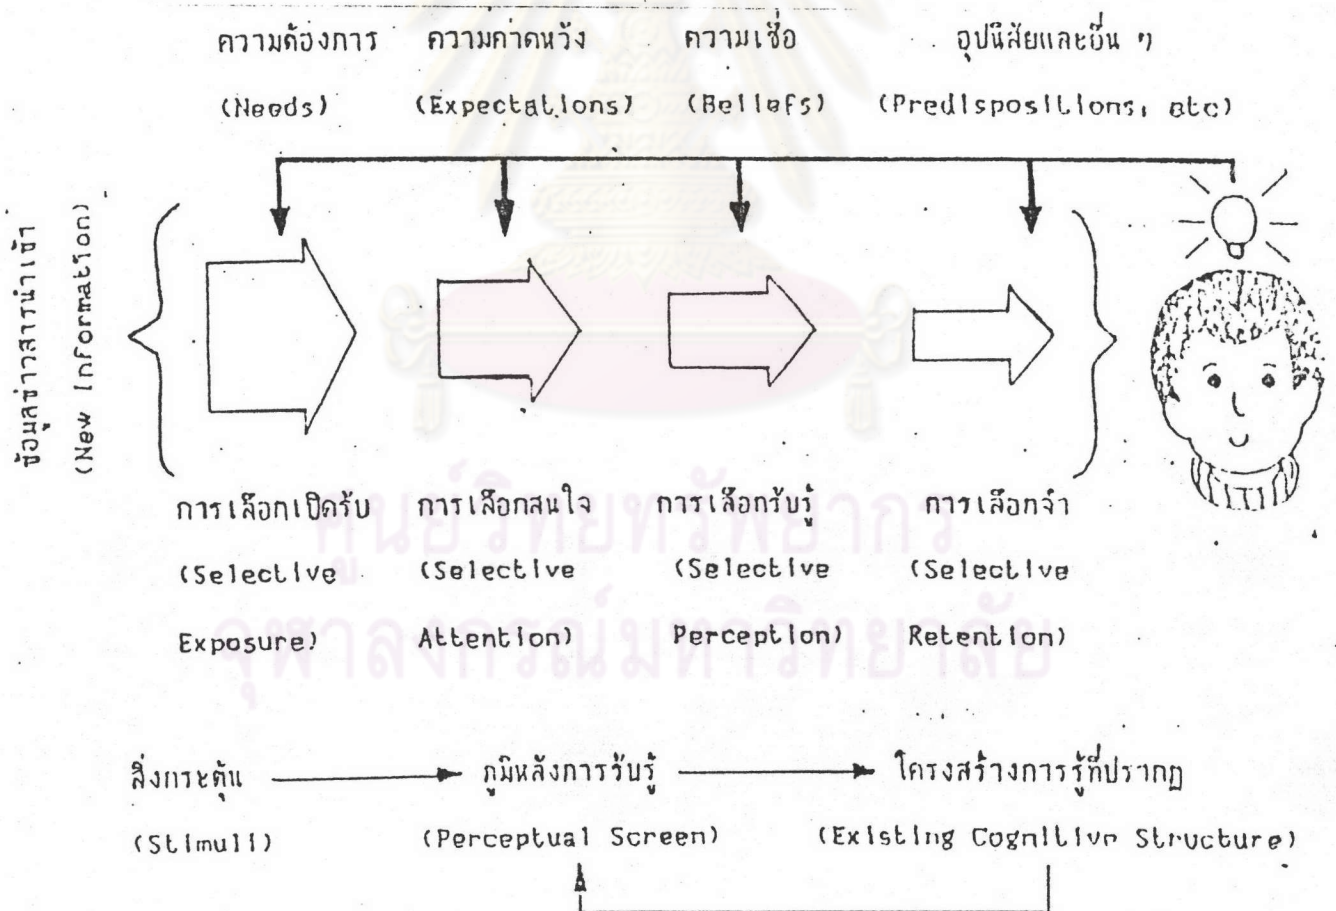 ความต้องการ ความคาดหวัง ความเชื่อ อุปนิสัยและอื่น ๆ
(Needs) (Expectations) (Beliefs) (Predispositions, etc)
ข้อมูลข่าวสารนำเข้า
(New Information)
การเลือกเปิดรับ การเลือกสนใจ การเลือกรับรู้ การเลือกจำ
(Selective (Selective (Selective (Selective
Exposure) Attention) Perception) Retention)
ศูนย์วิทยทรัพยากร
จุฬาลงกรณ์มหาวิทยาลัย
สิ่งกระตุ้น ภูมิหลังการรับรู้ โครงสร้างการรู้ที่ปรากฏ
(Stimuli) (Perceptual Screen) (Existing Cognitive Structure)